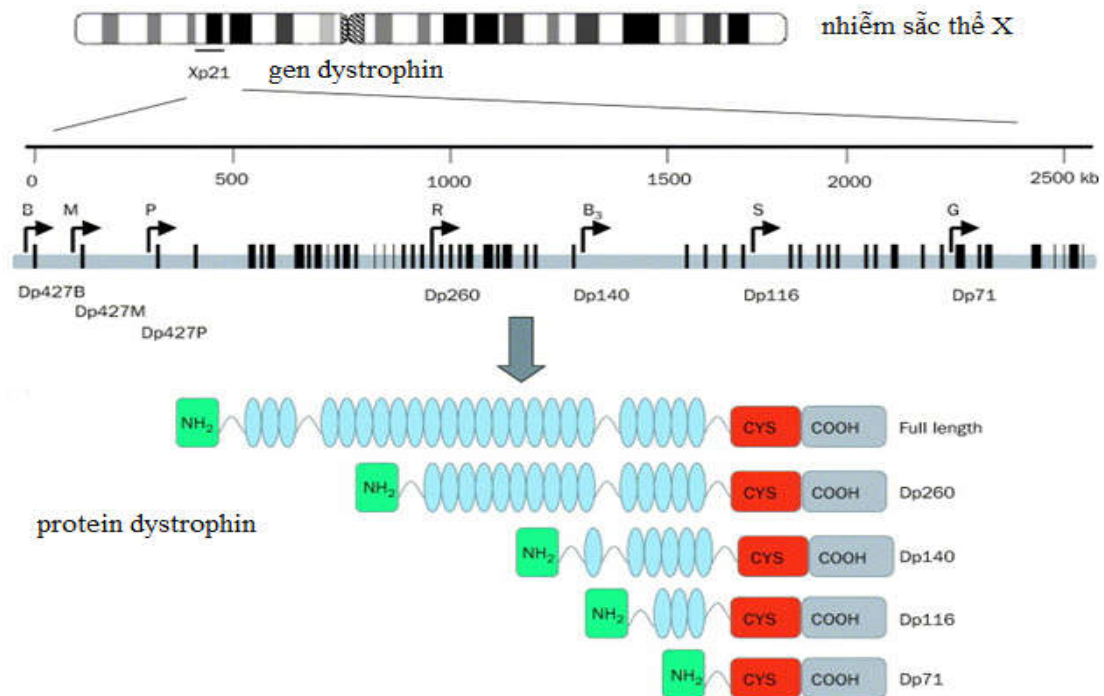 nhiễm sắc thể X
Xp21
gen dystrophin
0 500 1000 1500 2000 2500 kb
B M P R B3 S G
Dp427B Dp260 Dp140 Dp116 Dp71
Dp427M
Dp427P
NH2 CYS COOH Full length
NH2 CYS COOH Dp260
protein dystrophin
NH2 CYS COOH Dp140
NH2 CYS COOH Dp116
NH2 CYS COOH Dp71